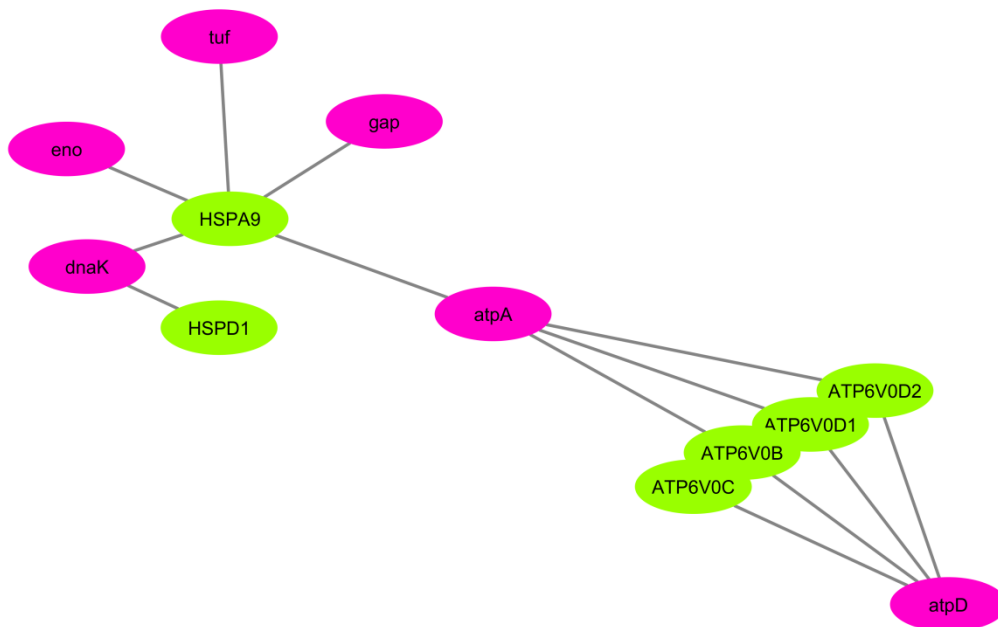 tuf
gap
eno
HSPA9
dnaK
atpA
HSPD1
ATP6V0D2
ATP6V0D1
ATP6V0B
ATP6V0C
atpD